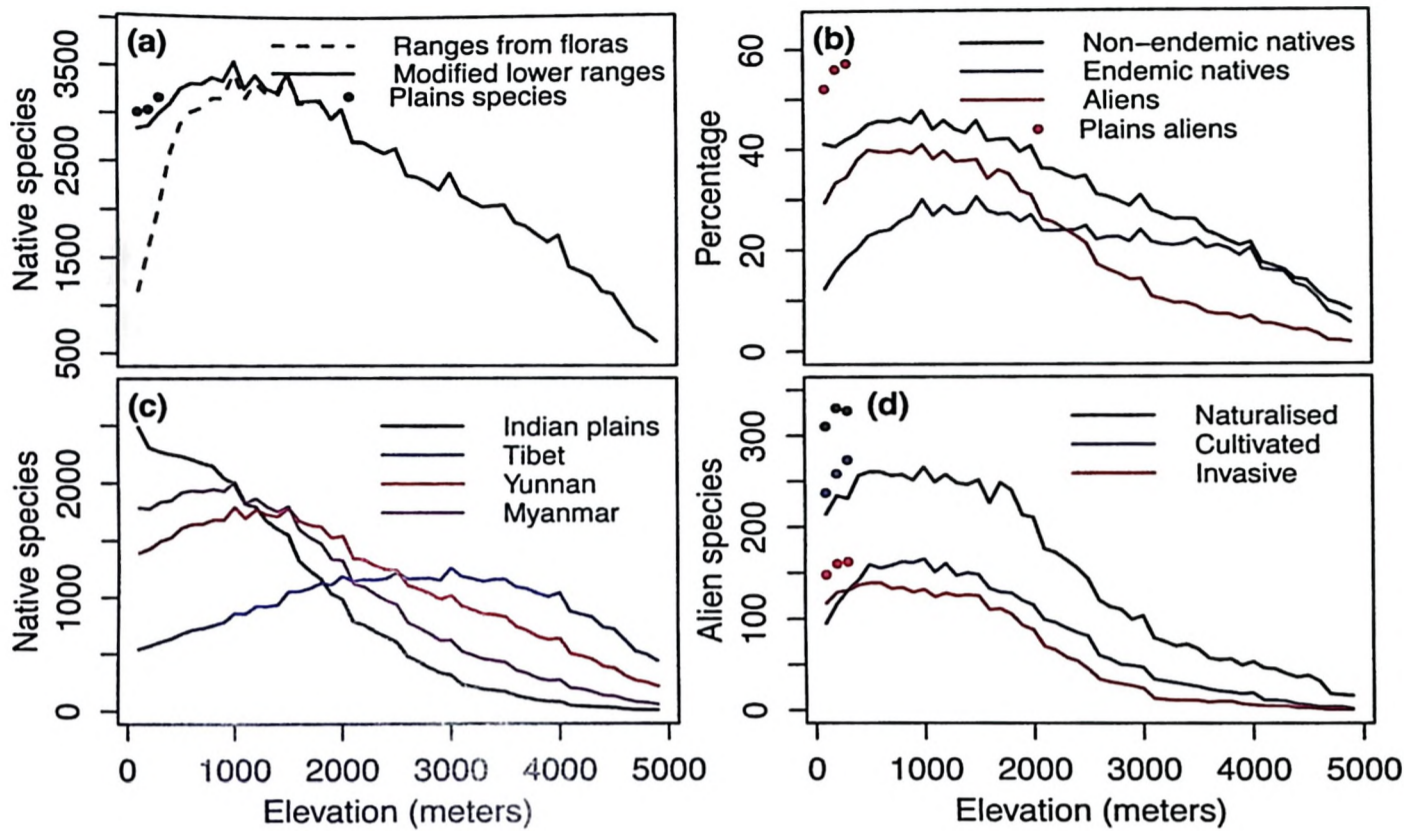 (a)
Ranges from floras
Modified lower ranges
Plains species
Native species
3500
2500
1500
500
(b)
Non–endemic natives
Endemic natives
Aliens
Plains aliens
Percentage
60
40
20
0
(c)
Indian plains
Tibet
Yunnan
Myanmar
Native species
2000
1000
0
0 1000 2000 3000 4000 5000
Elevation (meters)
(d)
Naturalised
Cultivated
Invasive
Alien species
300
200
100
0
0 1000 2000 3000 4000 5000
Elevation (meters)